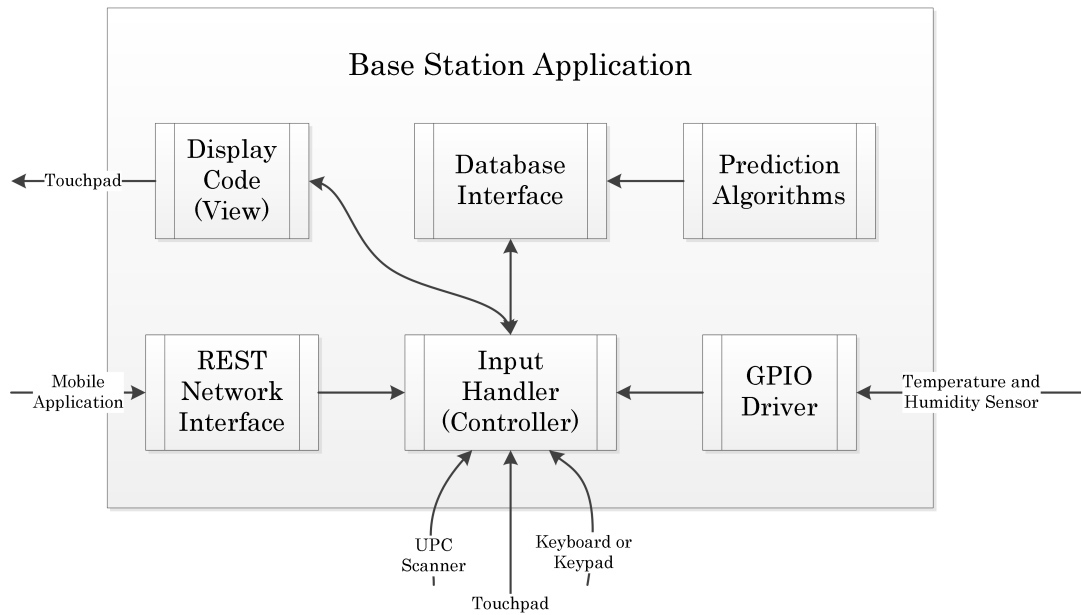 Base Station Application
Display
Code
(View)
Database
Interface
Prediction
Algorithms
Touchpad
REST
Network
Interface
Input
Handler
(Controller)
GPIO
Driver
Mobile
Application
Temperature and
Humidity Sensor
UPC
Scanner
Touchpad
Keyboard or
Keypad